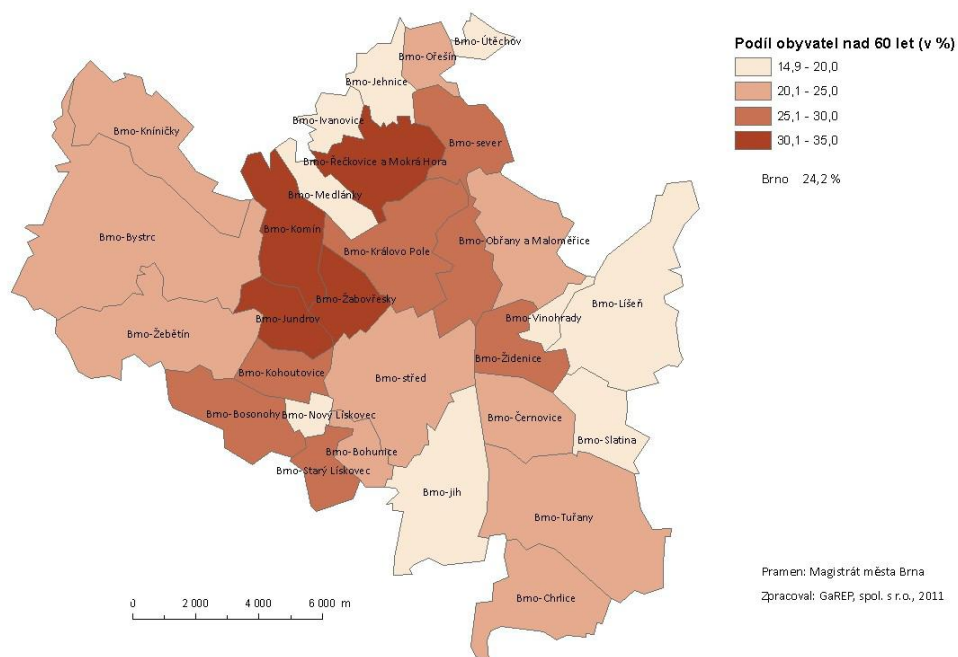 Podíl obyvatel nad 60 let (v %)
14,9 - 20,0
20,1 - 25,0
25,1 - 30,0
30,1 - 35,0
Brno 24,2 %
Brno-Útěchov
Brno-Ořešín
Brno-Jehnice
Brno-Ivanovice
Brno-Kníničky
Brno-sever
Brno-Řečkovice a Mokrá Hora
Brno-Medlánky
Brno-Komín
Brno-Bystrc
Brno-Královo Pole
Brno-Obřany a Maloměřice
Brno-Žabovřesky
Brno-Líšeň
Brno-Jundrov
Brno-Vinohrady
Brno-Žebětín
Brno-Židenice
Brno-Kohoutovice
Brno-střed
Brno-Bosonohy
Brno-Nový Lískovec
Brno-Černovice
Brno-Slatina
Brno-Bohunice
Brno-Starý Lískovec
Brno-jih
Brno-Tuřany
Brno-Chrlice
0 2 000 4 000 6 000 m
Pramen: Magistrát města Brna
Zpracoval: GaREP, spol. s r.o., 2011